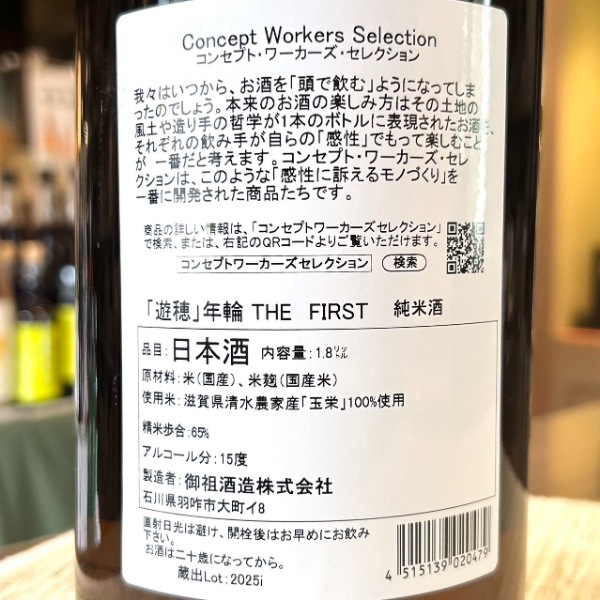 Concept Workers Selection
コンセプト・ワーカーズ・セレクション
我々はいつから、お酒を「頭で飲む」ようになってしま
ったのでしょう。本来のお酒の楽しみ方はその土地の
風土や造り手の哲学が1本のボトルに表現されたお酒を、
それぞれの飲み手が自らの「感性」でもって楽しむこと
が 一番だと考えます。コンセプト・ワーカーズ・セレ
クションは、このような「感性に訴えるモノづくり」を
一番に開発された商品たちです。
商品の詳しい情報は、「コンセプトワーカーズセレクション」
で検索、または、右記のQRコードよりご覧いただけます。
コンセプトワーカーズセレクション 検索
「遊穂」年輪 THE FIRST 純米酒
品目:日本酒 内容量:1.8㍑
原材料:米(国産)、米麹(国産米)
使用米:滋賀県清水農家産「玉栄」100%使用
精米歩合:65%
アルコール分:15度
製造者:御祖酒造株式会社
石川県羽咋市大町イ8
直射日光は避け、開栓後はお早めにお飲み
下さい。
お酒は二十歳になってから。
蔵出Lot:2025i
4 515139 020479